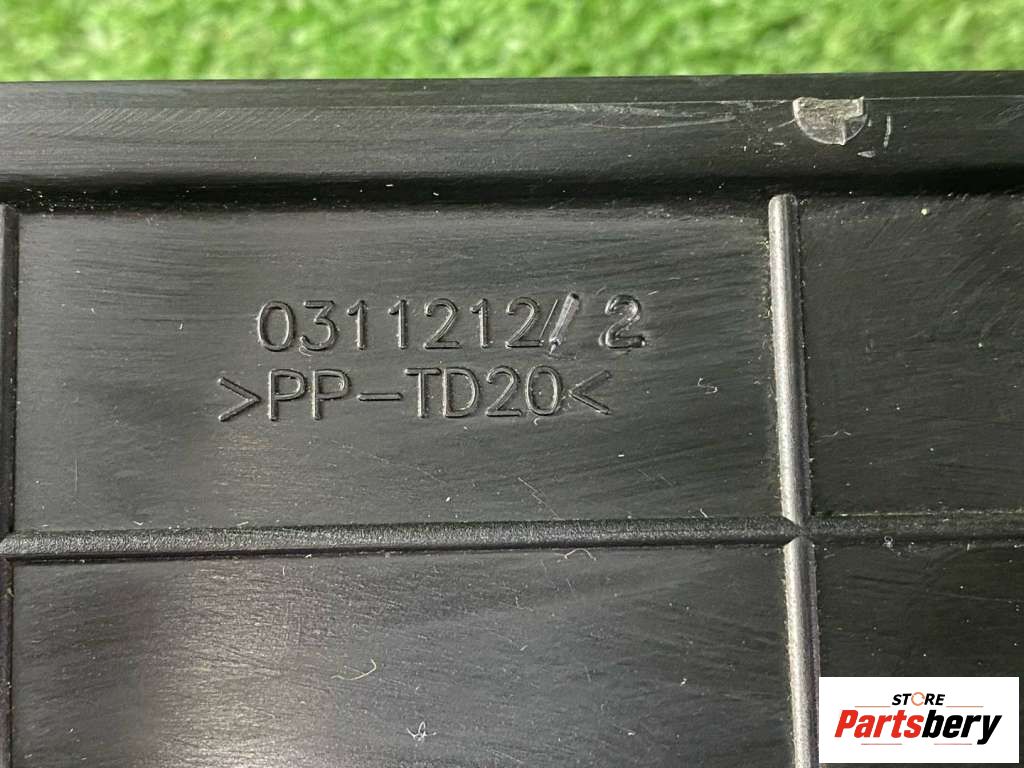 0311212/ 2
>PP-TD20<
STORE
Partsbery